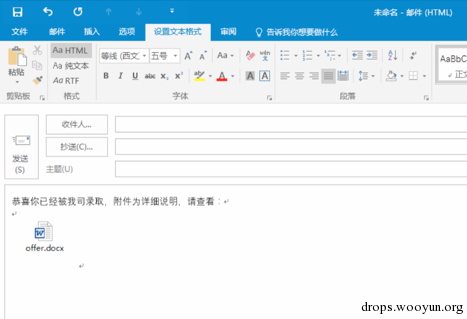 未命名 - 邮件 (HTML)
文件 邮件 插入 选项 设置文本格式 审阅 告诉我你想要做什么
粘贴
Aa HTML
Aa 纯文本
Aa RTF
等线 (西文 五号
B I U abc X₂ X²
AaBbC
正文
剪贴板 格式 字体 段落
发送
(S)
收件人...
抄送(C)...
主题(U)
恭喜你已经被我司录取，附件为详细说明，请查看：
offer.docx
drops.wooyun.org